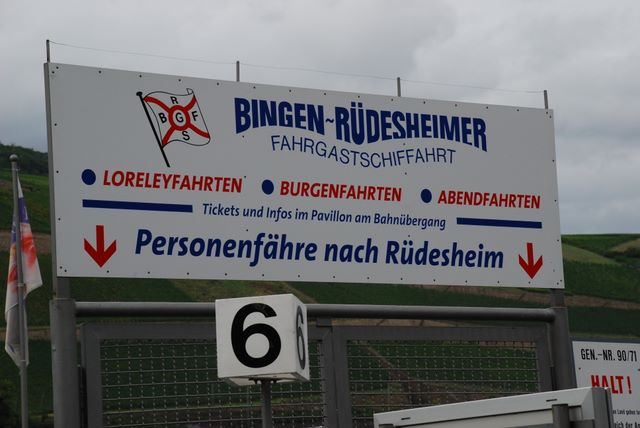 R
B G F
S
BINGEN~RÜDESHEIMER
FAHRGASTSCHIFFAHRT
LORELEYFAHRTEN
BURGENFAHRTEN
ABENDFAHRTEN
Tickets und Infos im Pavillon am Bahnübergang
Personenfähre nach Rüdesheim
6
6
GEN.-NR. 90/71
HALT!